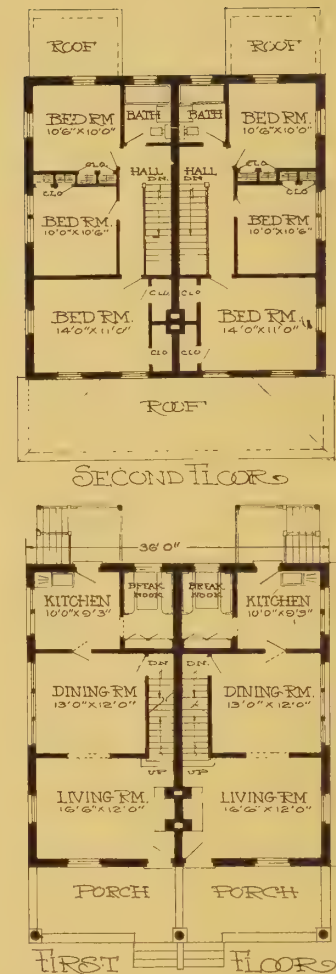 ROOF ROOF
BATH BATH
BED RM. BED RM.
10'6"X10'0" 10'6"X10'0"
HALL HALL
CLO. CLO.
DN. DN.
CLO CLO
BED RM. BED RM.
10'0"X10'6" 10'0"X10'6"
CLO CLO
BED RM. BED RM.
14'0"X11'0" 14'0"X11'0"
CLO CLO
ROOF
SECOND FLOOR
36'0"
KITCHEN BREAK NOOK BREAK NOOK KITCHEN
10'0"X9'3" 10'0"X9'3"
DN. DN.
DINING RM. DINING RM.
13'0"X12'0" 13'0"X12'0"
UP UP
LIVING RM. LIVING RM.
16'6"X12'0" 16'6"X12'0"
PORCH PORCH
FIRST FLOOR